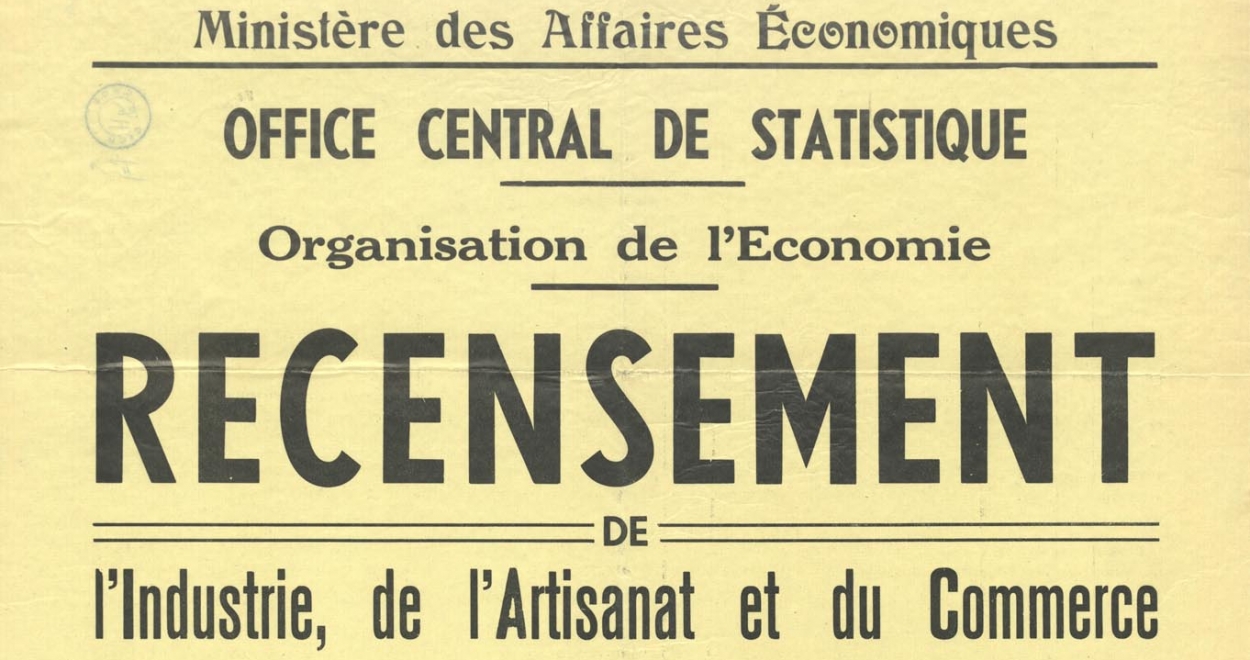 Ministère des Affaires Économiques
OFFICE CENTRAL DE STATISTIQUE
Organisation de l'Economie
RECENSEMENT
DE
l'Industrie, de l'Artisanat et du Commerce